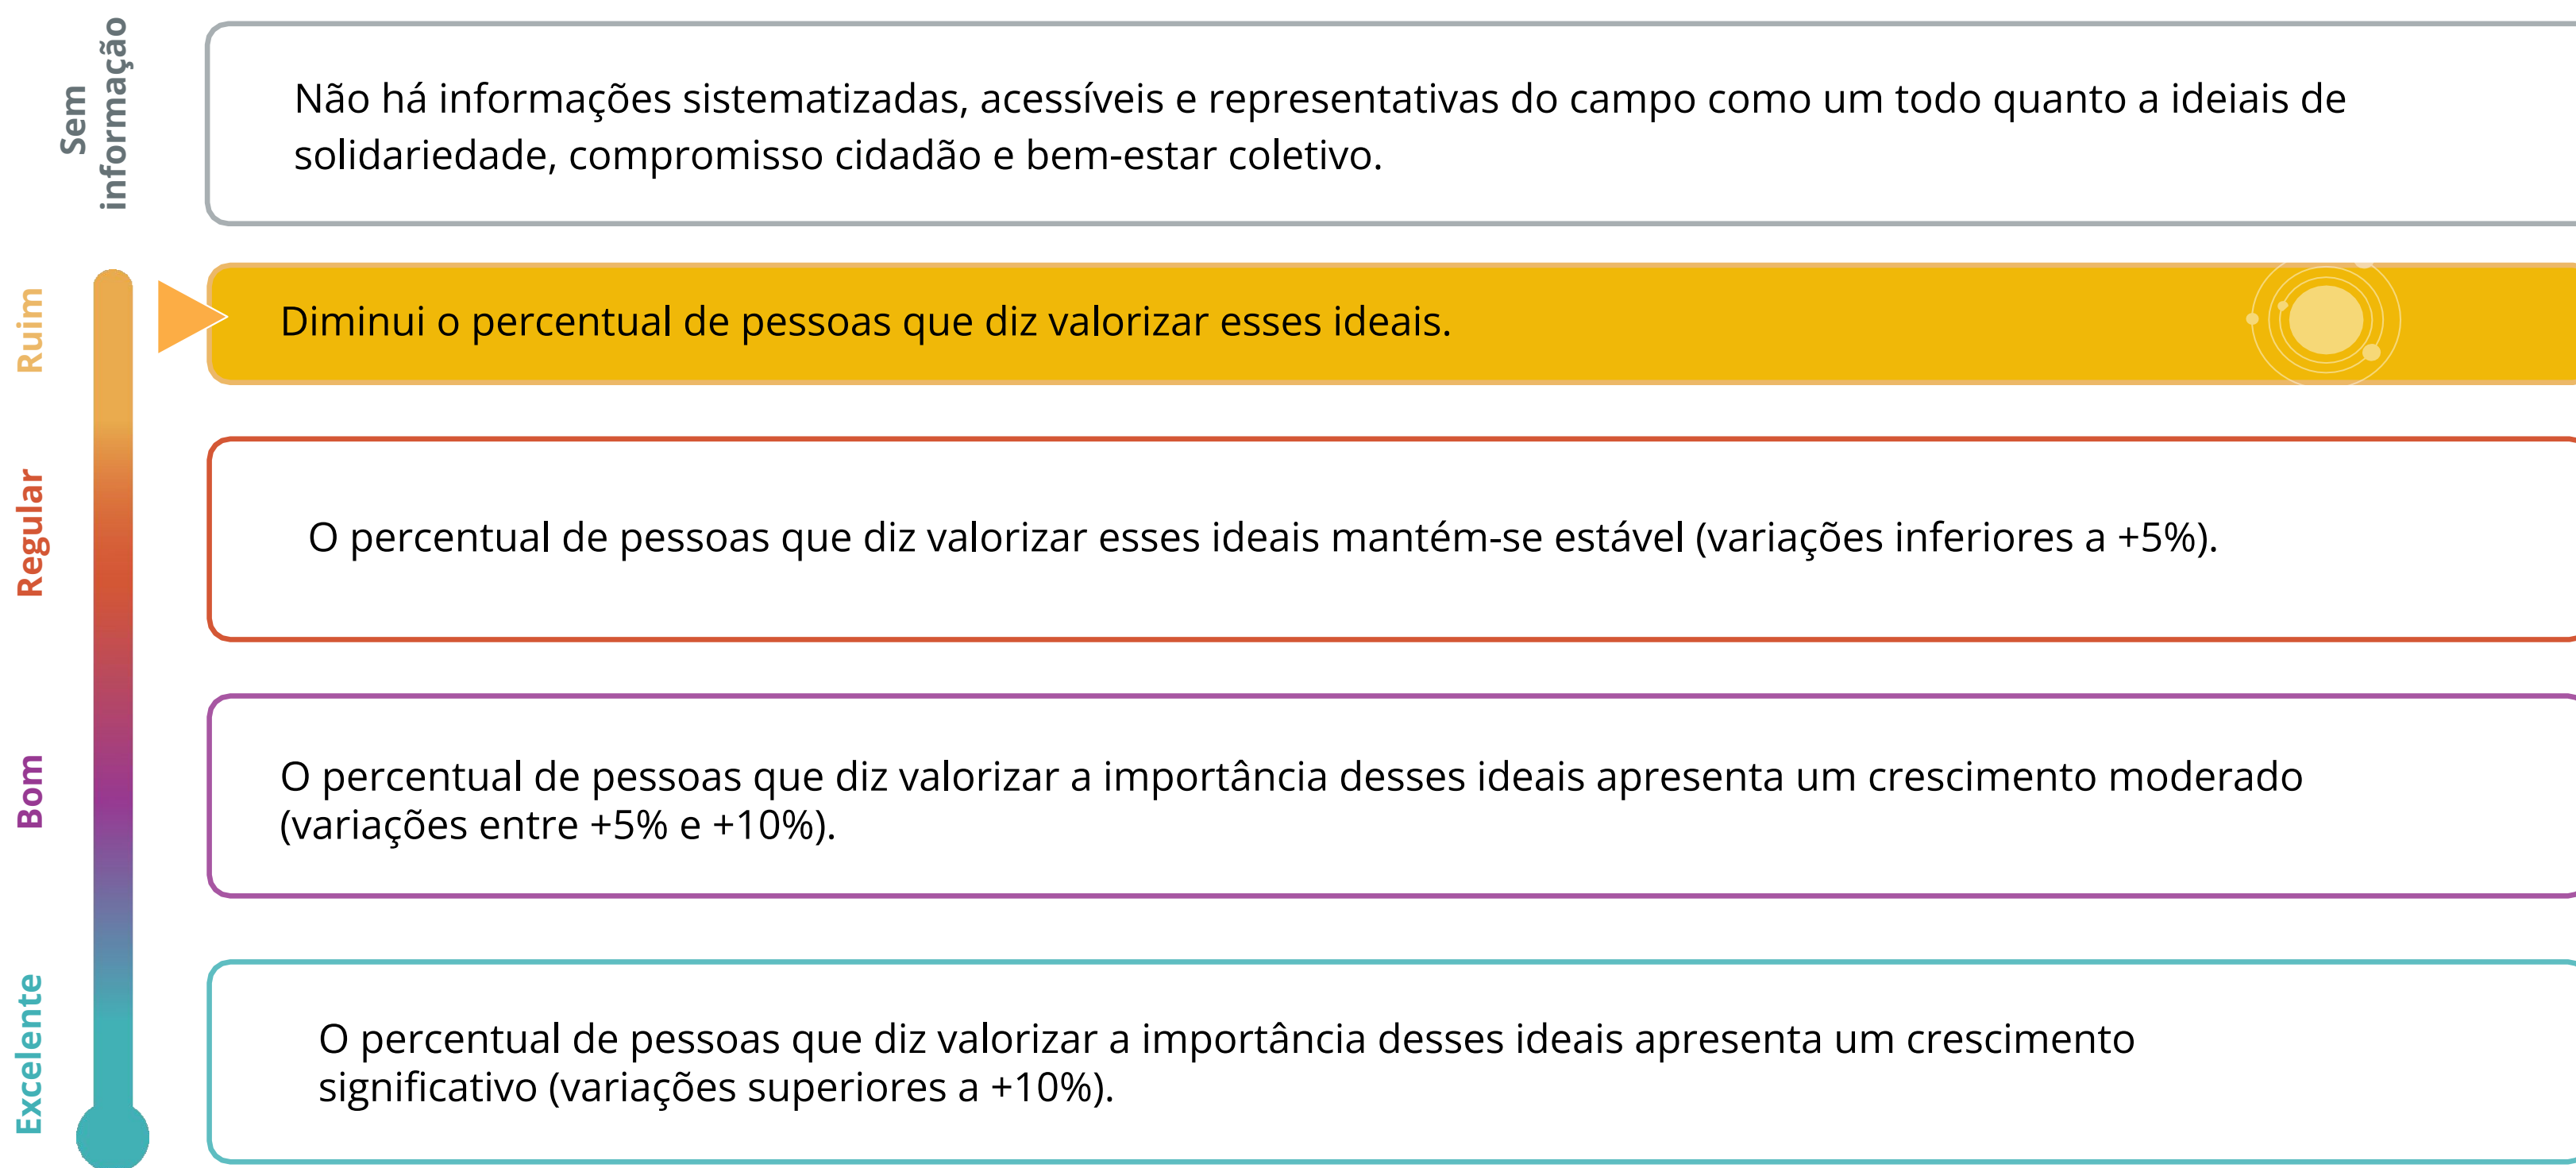 Sem
informação
Não há informações sistematizadas, acessíveis e representativas do campo como um todo quanto a ideiais de
solidariedade, compromisso cidadão e bem-estar coletivo.
Ruim
Diminui o percentual de pessoas que diz valorizar esses ideais.
Regular
O percentual de pessoas que diz valorizar esses ideais mantém-se estável (variações inferiores a +5%).
Bom
O percentual de pessoas que diz valorizar a importância desses ideais apresenta um crescimento moderado
(variações entre +5% e +10%).
Excelente
O percentual de pessoas que diz valorizar a importância desses ideais apresenta um crescimento
significativo (variações superiores a +10%).